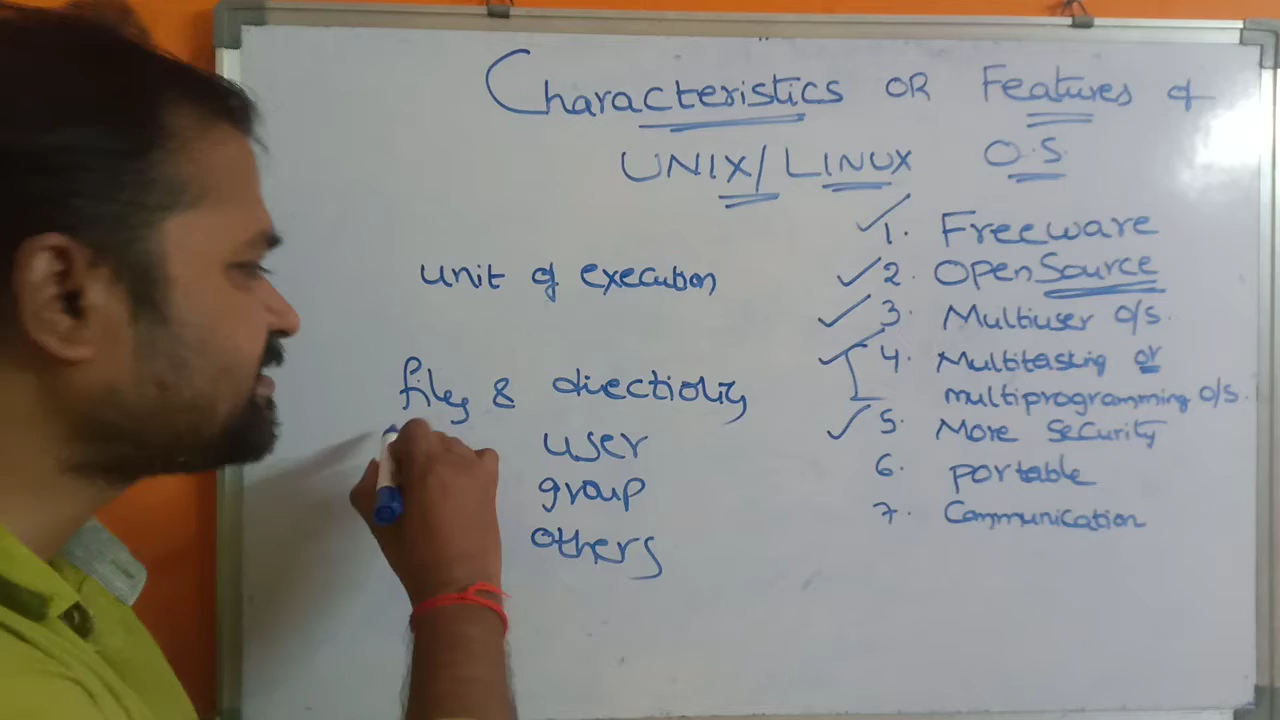 Characteristics OR Features of
UNIX/LINUX O.S.
1. Freeware
2. OpenSource
3. Multiuser O/S.
4. Multitasking or
multiprogramming O/S.
5. More Security
6. portable
7. Communication
unit of execution
files & directories
user
group
others